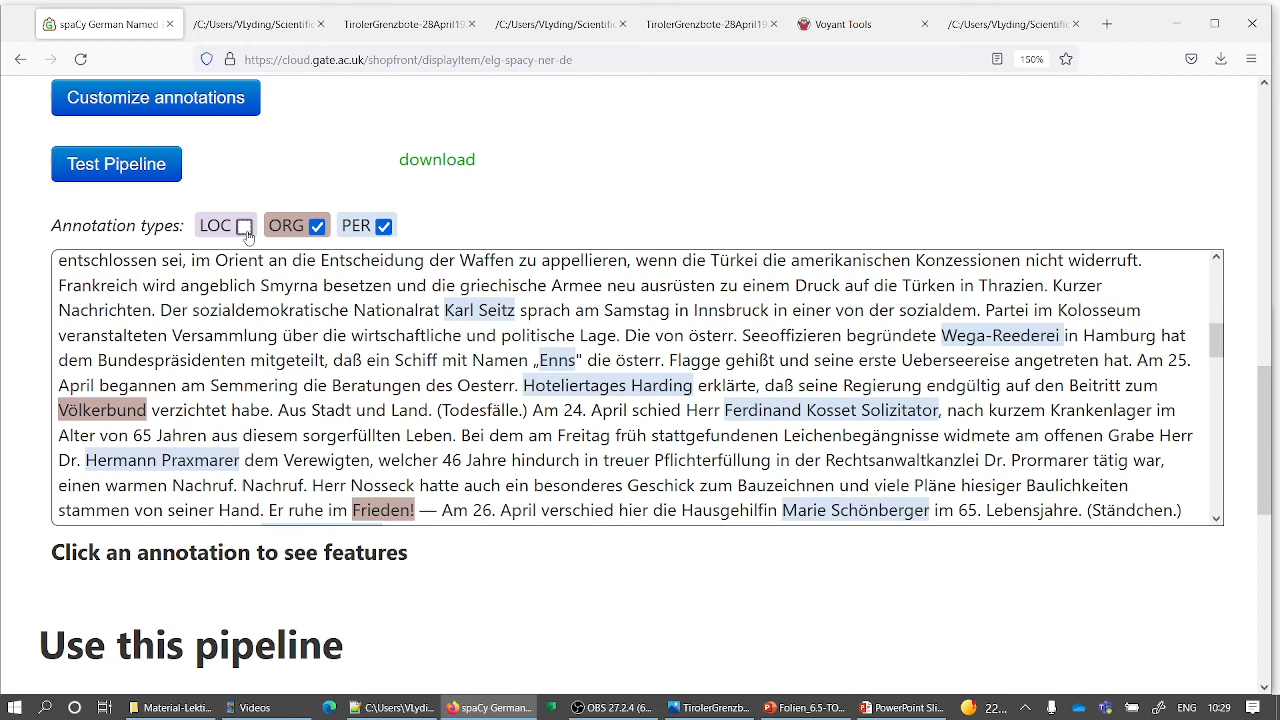 spaCy German Named E
/C:/Users/VLyding/Scientific
TirolerGrenzbote-28April19
/C:/Users/VLyding/Scientific
TirolerGrenzbote-28April19
Voyant Tools
/C:/Users/VLyding/Scientific
https://cloud.gate.ac.uk/shopfront/displayItem/elg-spacy-ner-de
150%
Customize annotations
Test Pipeline
download
Annotation types: LOC ORG PER
entschlossen sei, im Orient an die Entscheidung der Waffen zu appellieren, wenn die Türkei die amerikanischen Konzessionen nicht widerruft.
Frankreich wird angeblich Smyrna besetzen und die griechische Armee neu ausrüsten zu einem Druck auf die Türken in Thrazien. Kurzer
Nachrichten. Der sozialdemokratische Nationalrat Karl Seitz sprach am Samstag in Innsbruck in einer von der sozialdem. Partei im Kolosseum
veranstalteten Versammlung über die wirtschaftliche und politische Lage. Die von österr. Seeoffizieren begründete Wega-Reederei in Hamburg hat
dem Bundespräsidenten mitgeteilt, daß ein Schiff mit Namen „Enns" die österr. Flagge gehißt und seine erste Ueberseereise angetreten hat. Am 25.
April begannen am Semmering die Beratungen des Oesterr. Hoteliertages Harding erklärte, daß seine Regierung endgültig auf den Beitritt zum
Völkerbund verzichtet habe. Aus Stadt und Land. (Todesfälle.) Am 24. April schied Herr Ferdinand Kosset Solizitator, nach kurzem Krankenlager im
Alter von 65 Jahren aus diesem sorgerfüllten Leben. Bei dem am Freitag früh stattgefundenen Leichenbegängnisse widmete am offenen Grabe Herr
Dr. Hermann Praxmarer dem Verewigten, welcher 46 Jahre hindurch in treuer Pflichterfüllung in der Rechtsanwaltkanzlei Dr. Prormarer tätig war,
einen warmen Nachruf. Nachruf. Herr Nosseck hatte auch ein besonderes Geschick zum Bauzeichnen und viele Pläne hiesiger Baulichkeiten
stammen von seiner Hand. Er ruhe im Frieden! — Am 26. April verschied hier die Hausgehilfin Marie Schönberger im 65. Lebensjahre. (Ständchen.)
Click an annotation to see features
Use this pipeline
Material-Lekti...
Videos
C:\Users\VLydi...
spaCy German...
OBS 27.2.4 (6...
TirolerGrenzb...
Folien_6.5-TO...
PowerPoint Sli...
22...
ENG
10:29